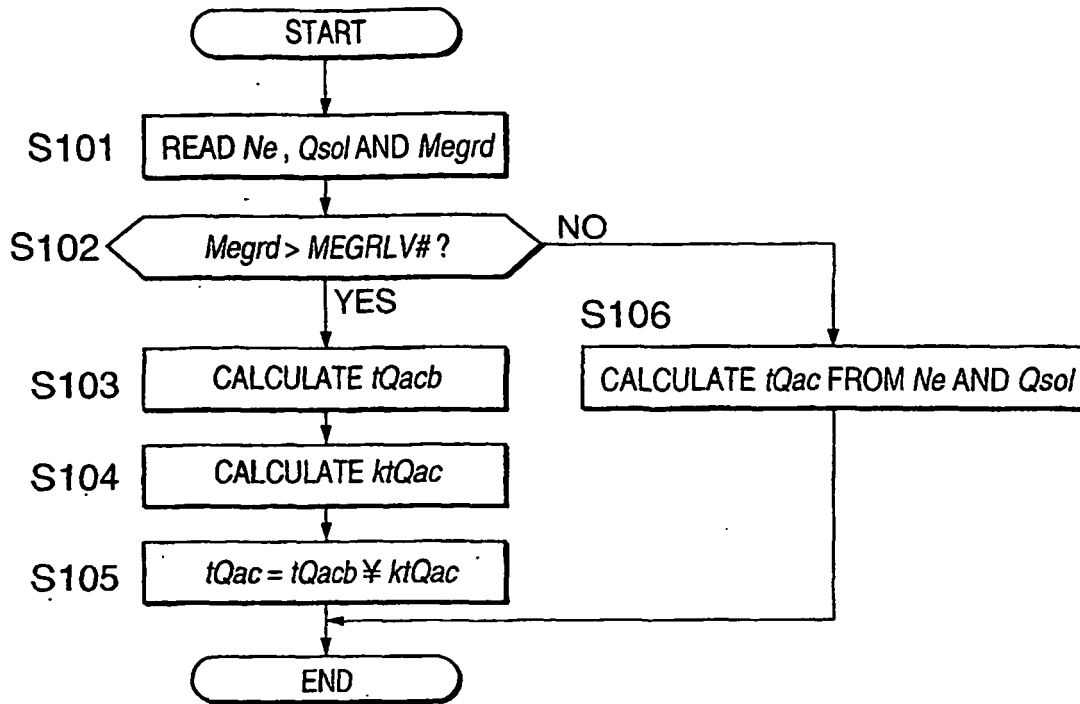 START
S101
READ Ne, Qsol AND Megrd
S102
Megrd > MEGRLV# ?
NO
YES
S106
S103
CALCULATE tQacb
CALCULATE tQac FROM Ne AND Qsol
S104
CALCULATE ktQac
S105
tQac = tQacb ¥ ktQac
END